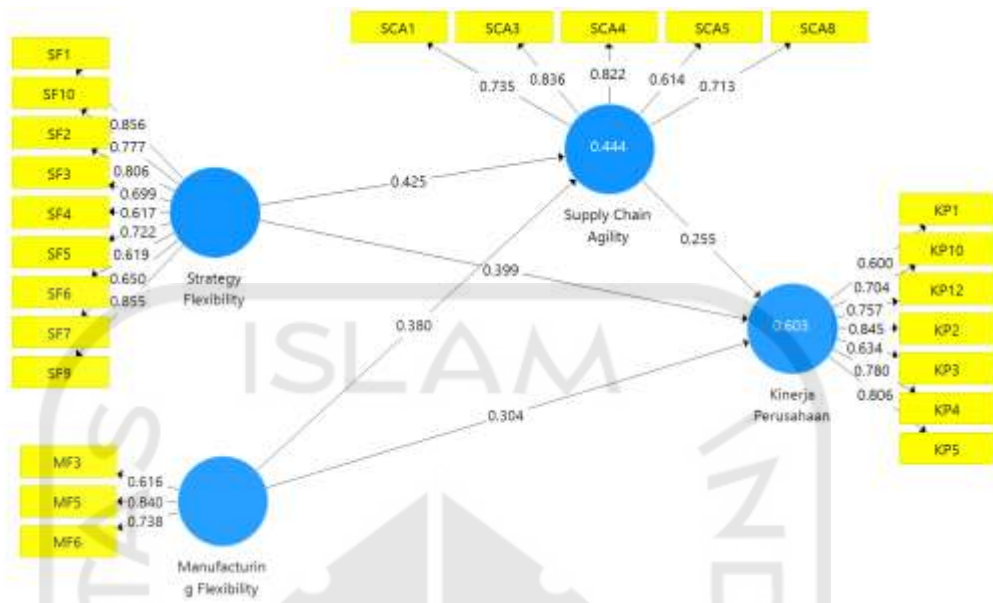 SCA1
SCA3
SCA4
SCA5
SCA8
0.735
0.836
0.822
0.614
0.713
0.444
Supply Chain
Agility
SF1
SF10
SF2
SF3
SF4
SF5
SF6
SF7
SF9
0.856
0.777
0.806
0.699
0.617
0.722
0.619
0.650
0.855
Strategy
Flexibility
0.425
0.399
0.380
0.255
0.304
KP1
KP10
KP12
KP2
KP3
KP4
KP5
0.600
0.704
0.757
0.845
0.634
0.780
0.806
0.603
Kinerja
Perusahaan
MF3
MF5
MF6
0.616
0.840
0.738
Manufacturin
g Flexibility
ISLAM
TAS